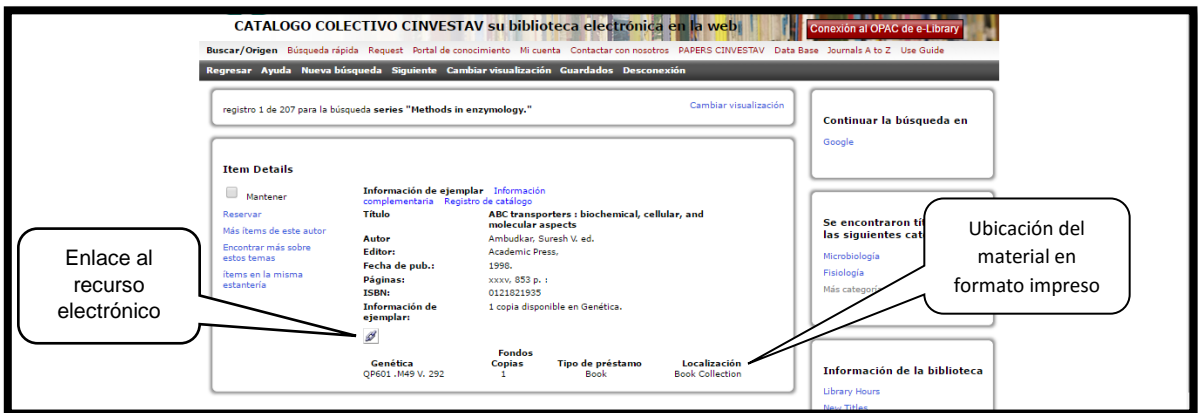 CATALOGO COLECTIVO CINVESTAV su biblioteca electrónica en la web
Conexión al OPAC de e-Library
Buscar/Origen Búsqueda rápida Request Portal de conocimiento Mi cuenta Contactar con nosotros PAPERS CINVESTAV Data Base Journals A to Z Use Guide
Regresar Ayuda Nueva búsqueda Siguiente Cambiar visualización Guardados Desconexión
registro 1 de 207 para la búsqueda series "Methods in enzymology."
Cambiar visualización
Item Details
Mantener
Reservar
Más ítems de este autor
Encontrar más sobre
estos temas
ítems en la misma
estantería
Información de ejemplar Información
complementaria Registro de catálogo
Título ABC transporters : biochemical, cellular, and
molecular aspects
Autor Ambudkar, Suresh V. ed.
Editor: Academic Press,
Fecha de pub.: 1998.
Páginas: xxxv, 853 p. :
ISBN: 0121821935
Información de 1 copia disponible en Genética.
ejemplar:
Fondos
Genética Copias Tipo de préstamo Localización
QP601 .M49 V. 292 1 Book Book Collection
Continuar la búsqueda en
Google
Se encontraron
las siguientes
Microbiología
Fisiología
Más
Información de la biblioteca
Library Hours
New Titles
Enlace al
recurso
electrónico
Ubicación del
material en
formato impreso